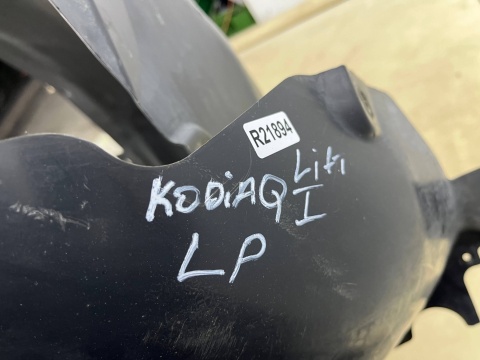 R21894
KODIAQ Lift
I
LP